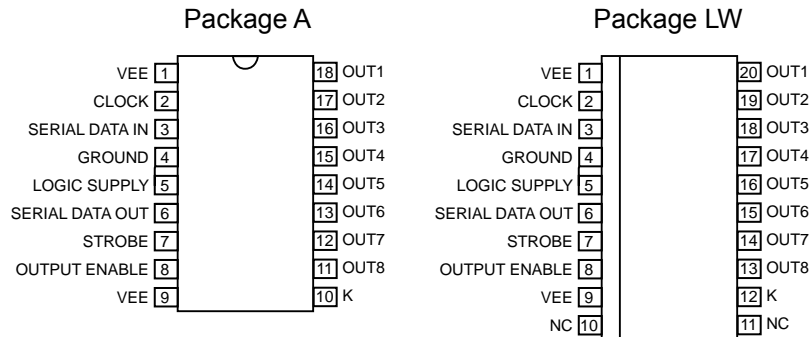 Package A
VEE 1 18 OUT1
CLOCK 2 17 OUT2
SERIAL DATA IN 3 16 OUT3
GROUND 4 15 OUT4
LOGIC SUPPLY 5 14 OUT5
SERIAL DATA OUT 6 13 OUT6
STROBE 7 12 OUT7
OUTPUT ENABLE 8 11 OUT8
VEE 9 10 K
Package LW
VEE 1 20 OUT1
CLOCK 2 19 OUT2
SERIAL DATA IN 3 18 OUT3
GROUND 4 17 OUT4
LOGIC SUPPLY 5 16 OUT5
SERIAL DATA OUT 6 15 OUT6
STROBE 7 14 OUT7
OUTPUT ENABLE 8 13 OUT8
VEE 9 12 K
NC 10 11 NC